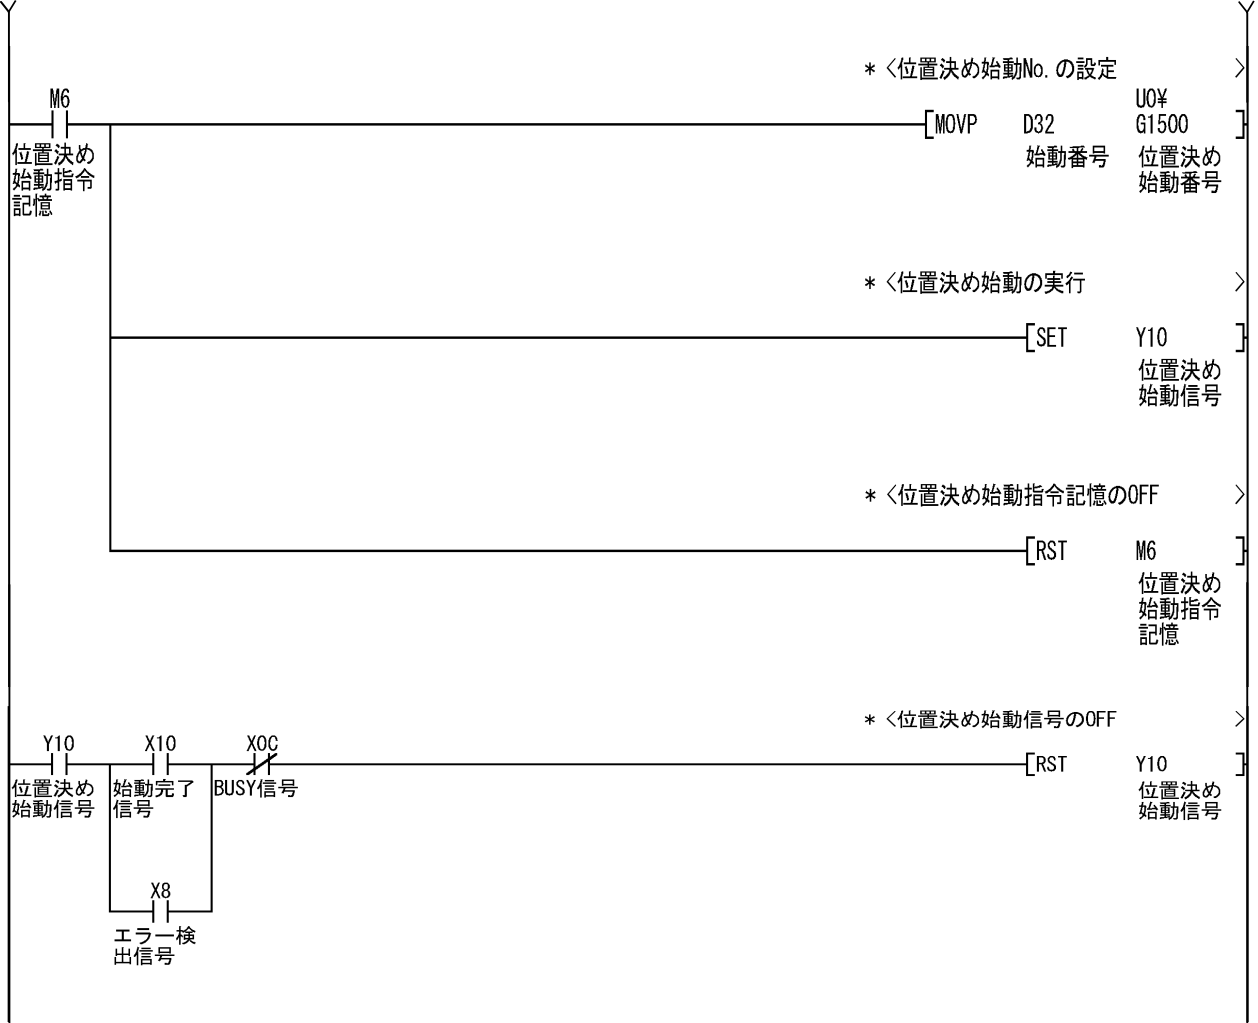 * <位置決め始動No.の設定 >
M6
U0¥
[MOVP D32 G1500 ]
位置決め
始動指令
記憶
始動番号
位置決め
始動番号
* <位置決め始動の実行 >
[SET Y10 ]
位置決め
始動信号
* <位置決め始動指令記憶のOFF >
[RST M6 ]
位置決め
始動指令
記憶
* <位置決め始動信号のOFF >
Y10 X10 X0C
[RST Y10 ]
位置決め
始動信号
始動完了
信号
BUSY信号
位置決め
始動信号
X8
エラー検
出信号